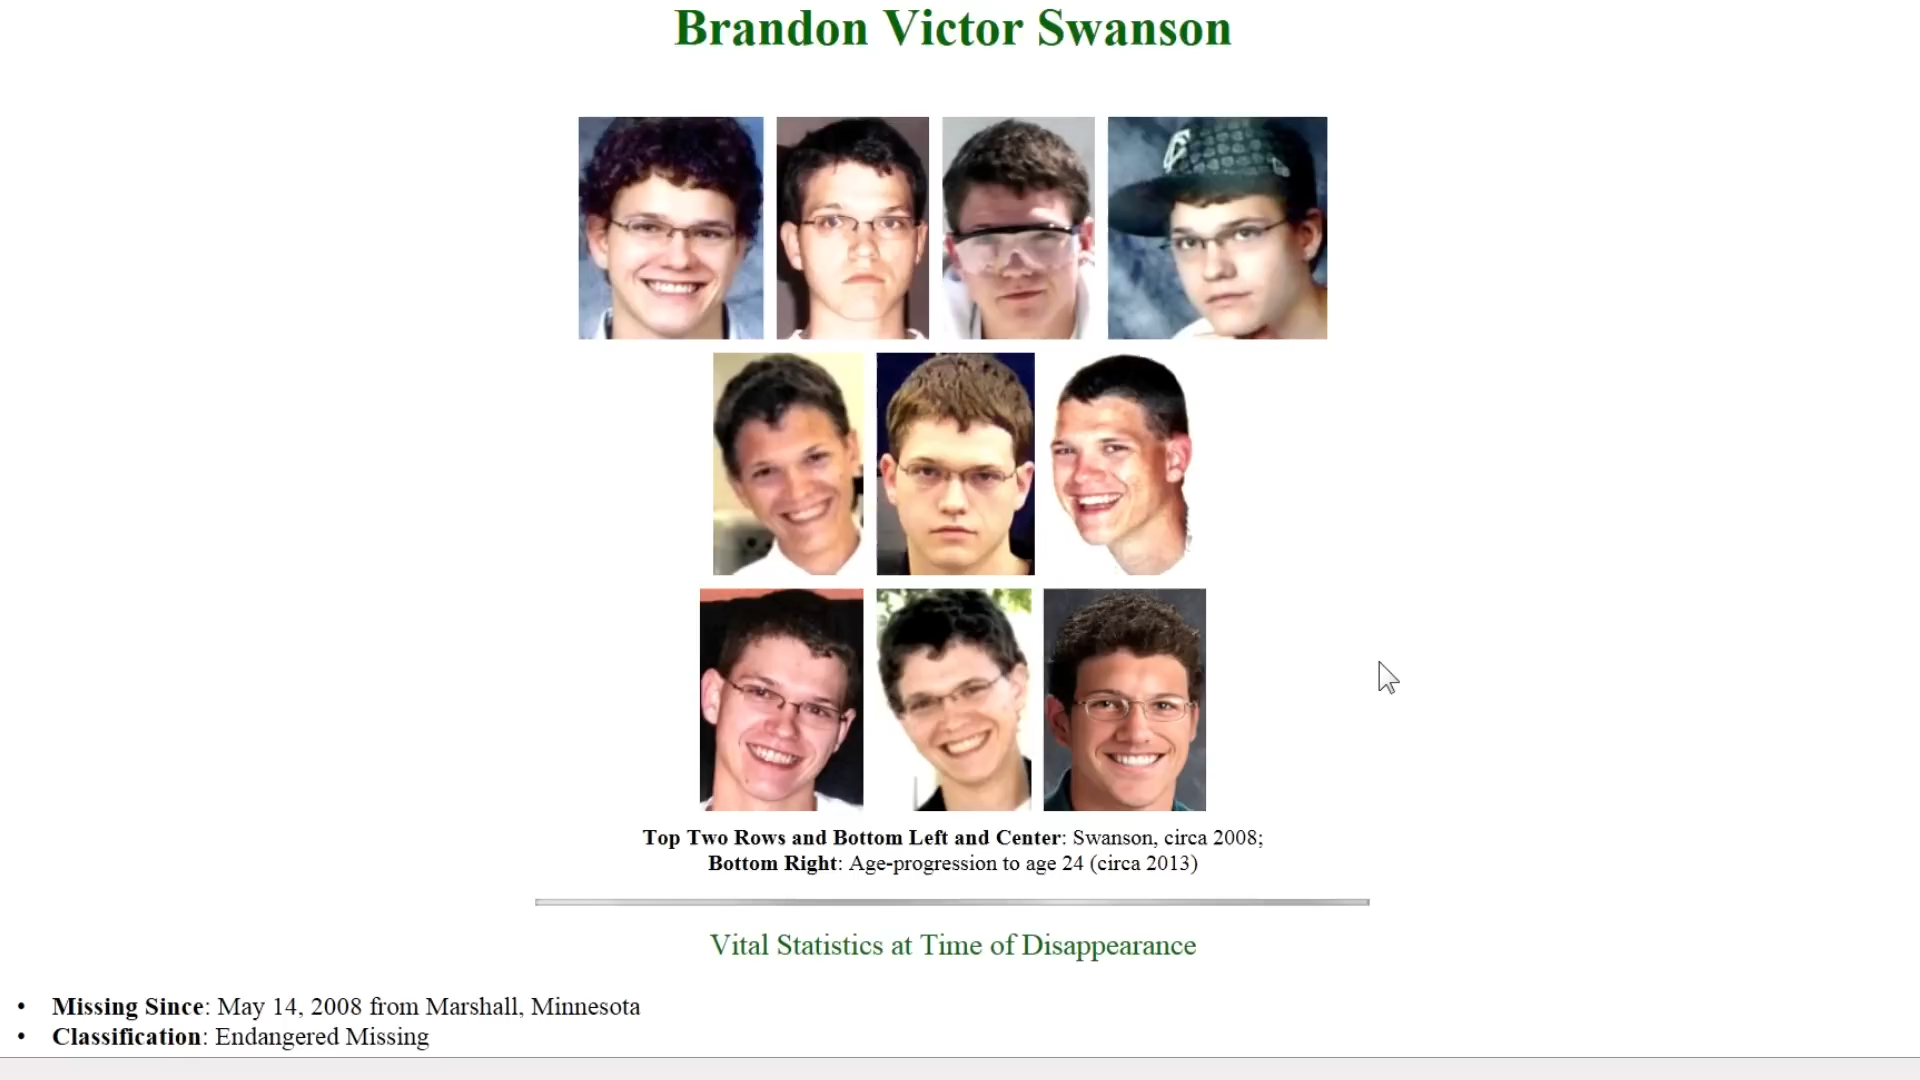 Brandon Victor Swanson
C
Top Two Rows and Bottom Left and Center: Swanson, circa 2008;
Bottom Right: Age-progression to age 24 (circa 2013)
Vital Statistics at Time of Disappearance
• Missing Since: May 14, 2008 from Marshall, Minnesota
• Classification: Endangered Missing